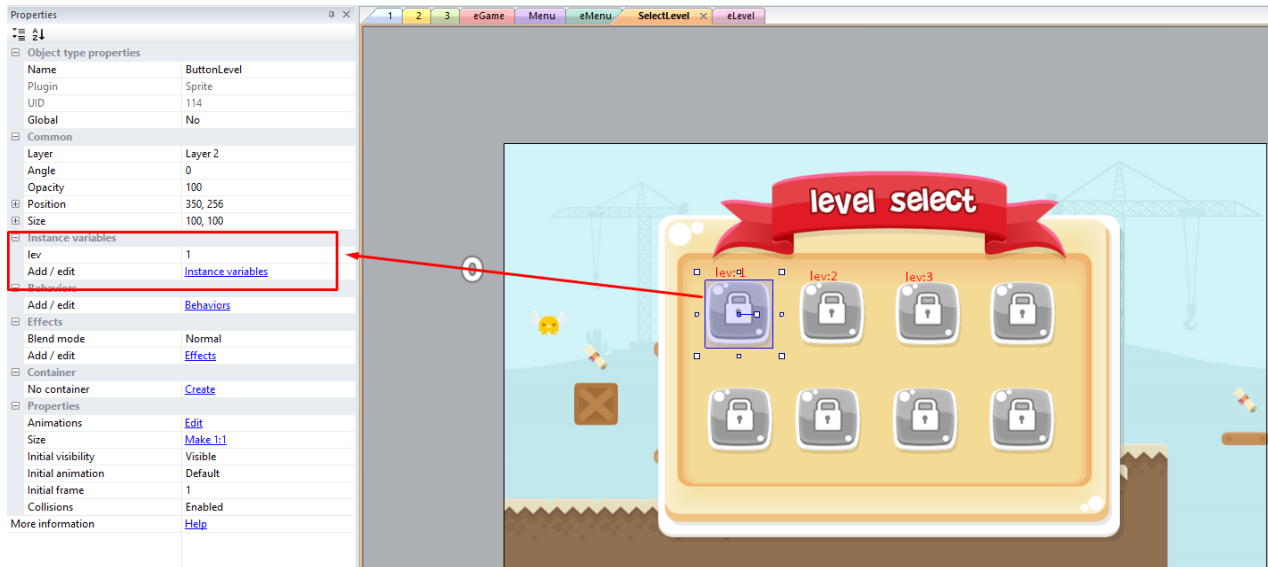 Properties
1 2 3 eGame Menu eMenu SelectLevel × eLevel
Object type properties
Name ButtonLevel
Plugin Sprite
UID 114
Global No
Common
Layer Layer 2
Angle 0
Opacity 100
Position 350, 256
Size 100, 100
Instance variables
lev 1
Add / edit Instance variables
Behaviors
Add / edit Behaviors
Effects
Blend mode Normal
Add / edit Effects
Container
No container Create
Properties
Animations Edit
Size Make 1:1
Initial visibility Visible
Initial animation Default
Initial frame 1
Collisions Enabled
More information Help
0
level select
lev:1 lev:2 lev:3